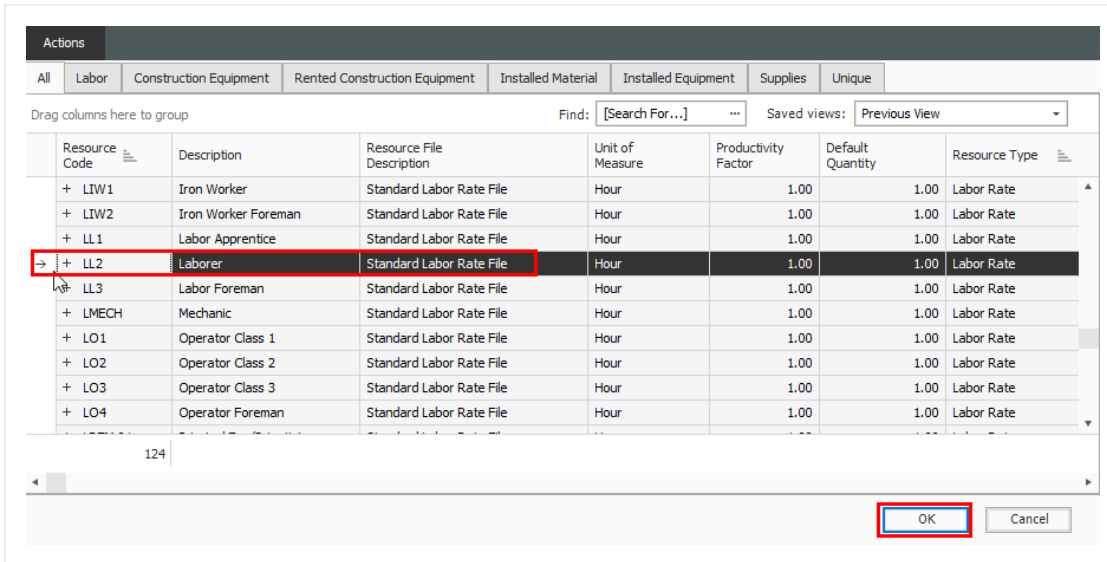 Actions
All Labor Construction Equipment Rented Construction Equipment Installed Material Installed Equipment Supplies Unique
Drag columns here to group Find: [Search For...] ... Saved views: Previous View
Resource Code Description Resource File Description Unit of Measure Productivity Factor Default Quantity Resource Type
+ LIW1 Iron Worker Standard Labor Rate File Hour 1.00 1.00 Labor Rate
+ LIW2 Iron Worker Foreman Standard Labor Rate File Hour 1.00 1.00 Labor Rate
+ LL1 Labor Apprentice Standard Labor Rate File Hour 1.00 1.00 Labor Rate
→ + LL2 Laborer Standard Labor Rate File Hour 1.00 1.00 Labor Rate
+ LL3 Labor Foreman Standard Labor Rate File Hour 1.00 1.00 Labor Rate
+ LMECH Mechanic Standard Labor Rate File Hour 1.00 1.00 Labor Rate
+ LO1 Operator Class 1 Standard Labor Rate File Hour 1.00 1.00 Labor Rate
+ LO2 Operator Class 2 Standard Labor Rate File Hour 1.00 1.00 Labor Rate
+ LO3 Operator Class 3 Standard Labor Rate File Hour 1.00 1.00 Labor Rate
+ LO4 Operator Foreman Standard Labor Rate File Hour 1.00 1.00 Labor Rate
124
OK Cancel